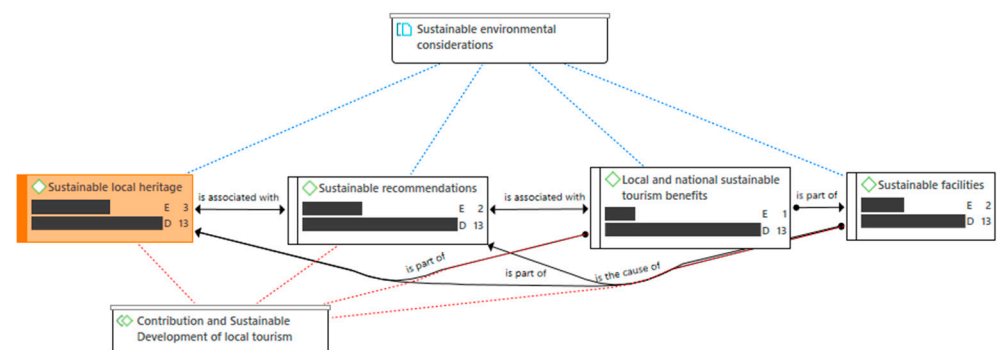 Sustainable environmental
considerations
Sustainable local heritage
E 3
D 13
is associated with
Sustainable recommendations
E 2
D 13
is associated with
Local and national sustainable
tourism benefits
E 1
D 13
is part of
Sustainable facilities
E 2
D 13
is part of
is part of
is the cause of
Contribution and Sustainable
Development of local tourism